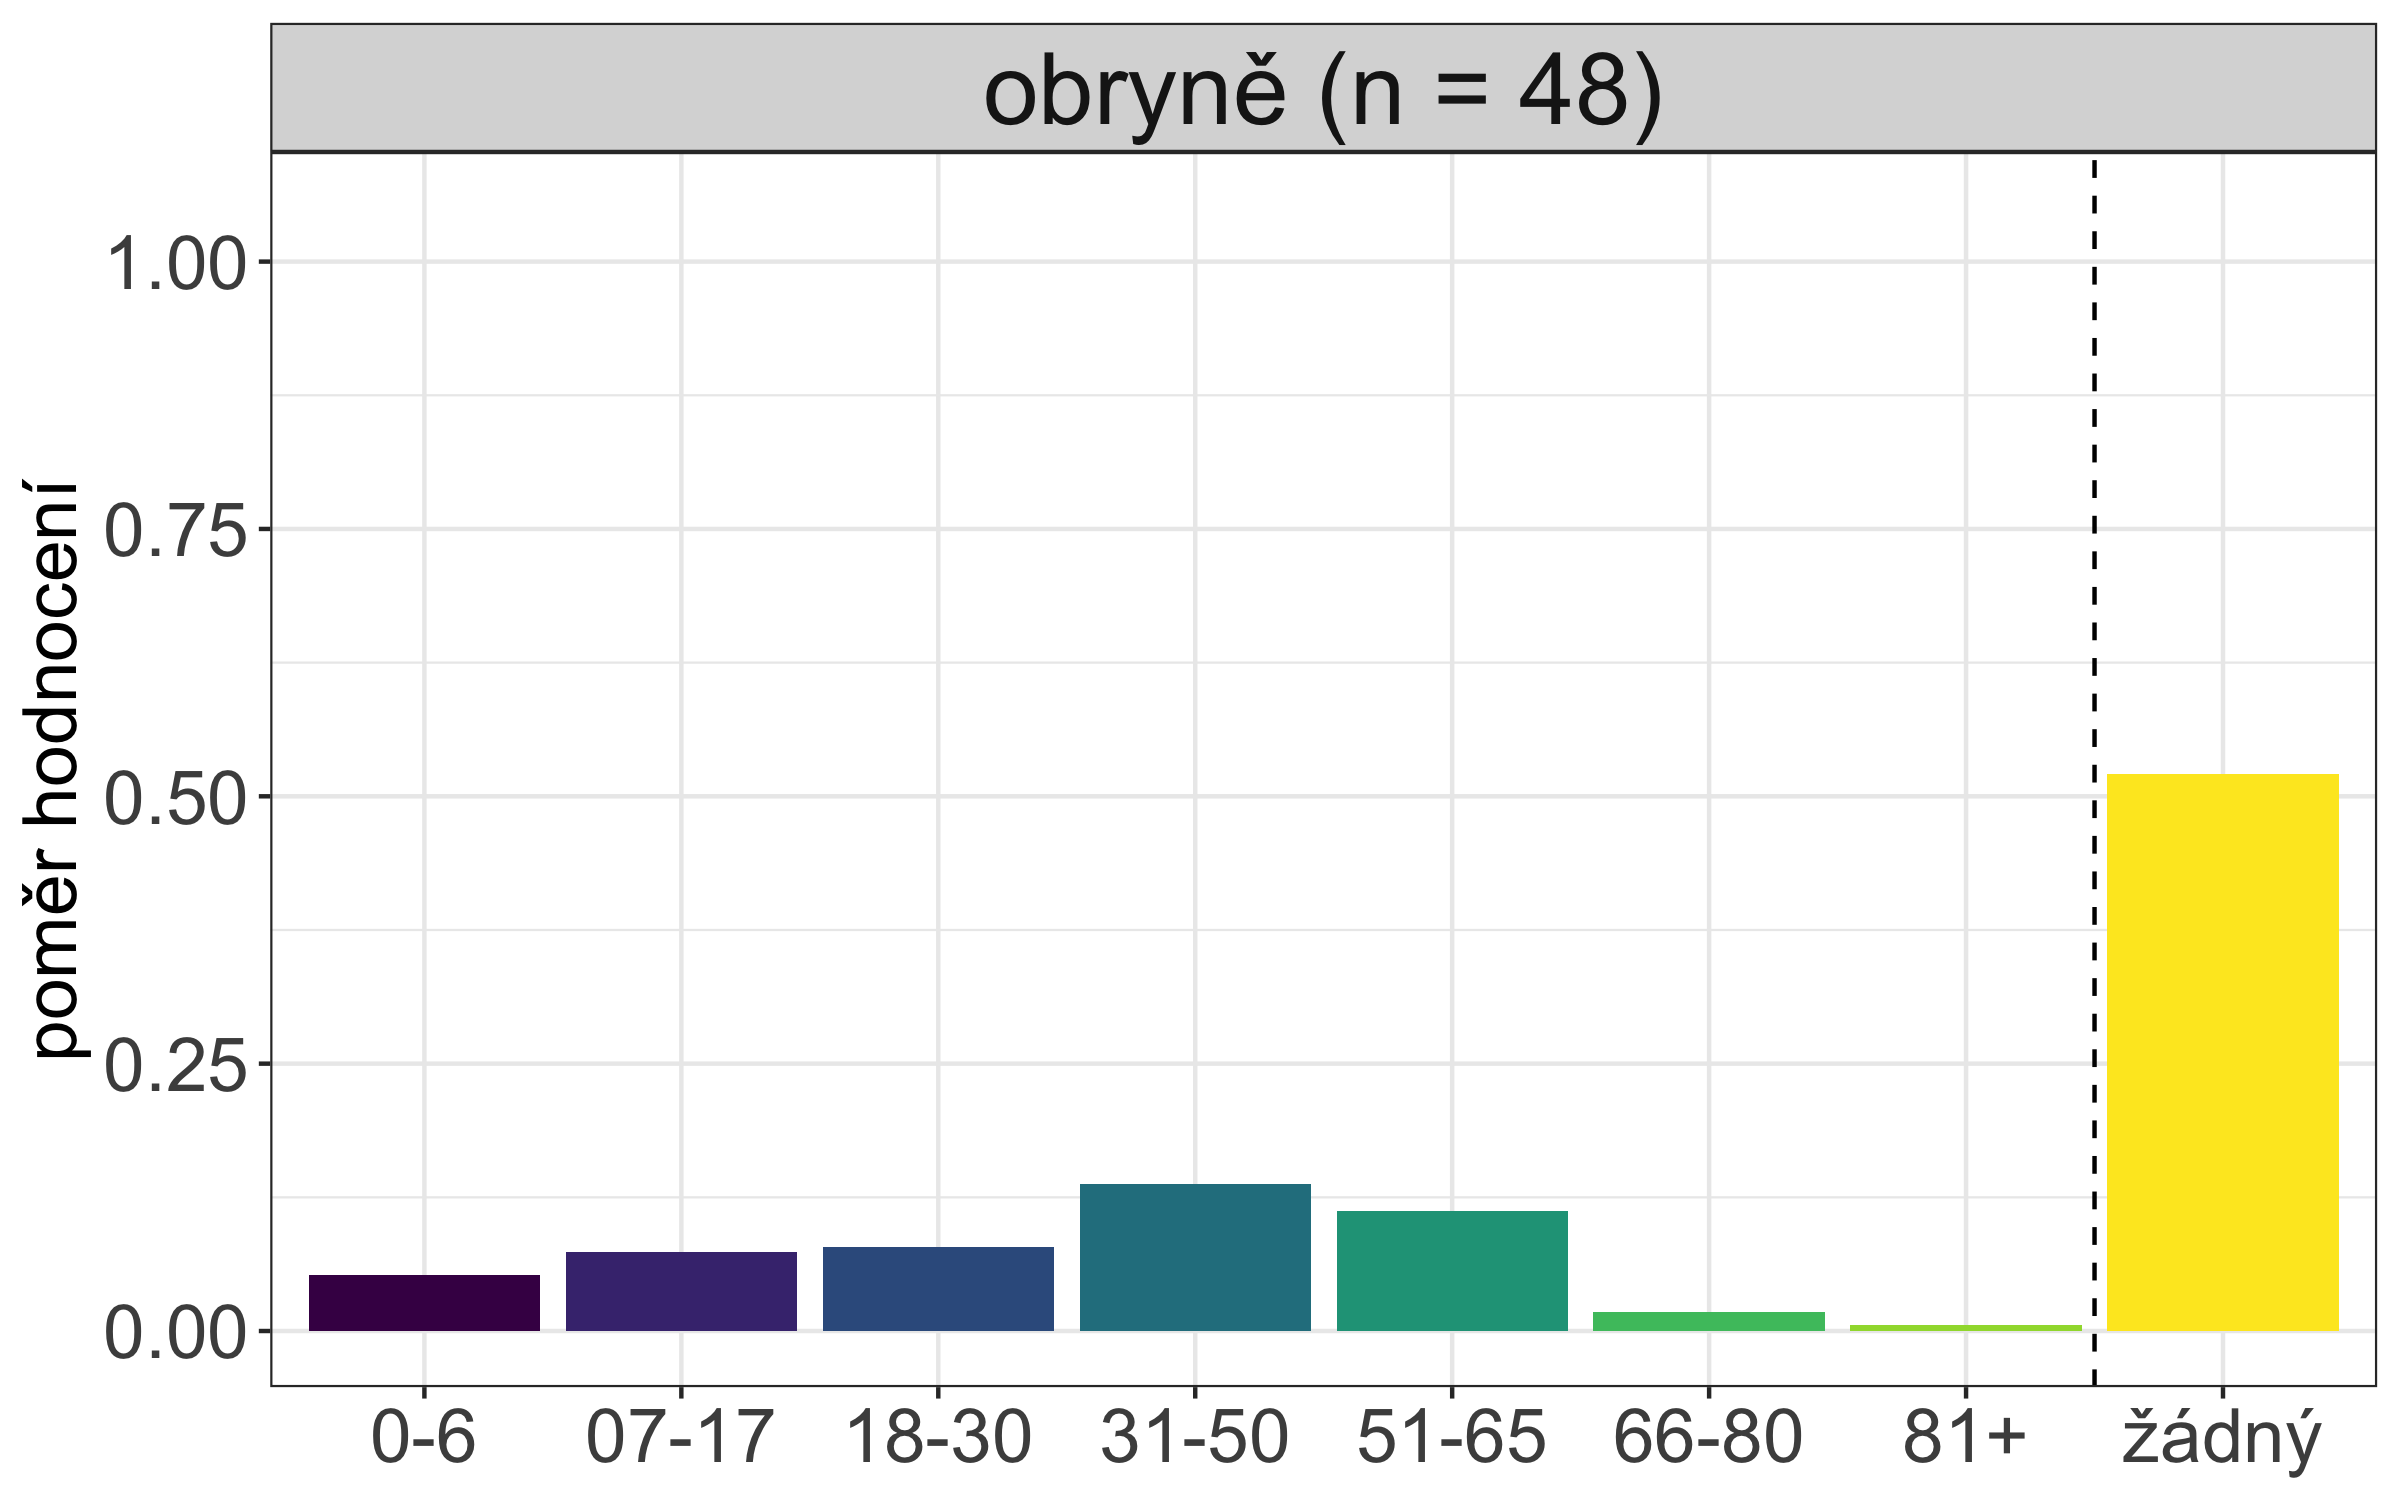 obryně (n = 48)
poměr hodnocení
1.00
0.75
0.50
0.25
0.00
0-6 07-17 18-30 31-50 51-65 66-80 81+ žádný